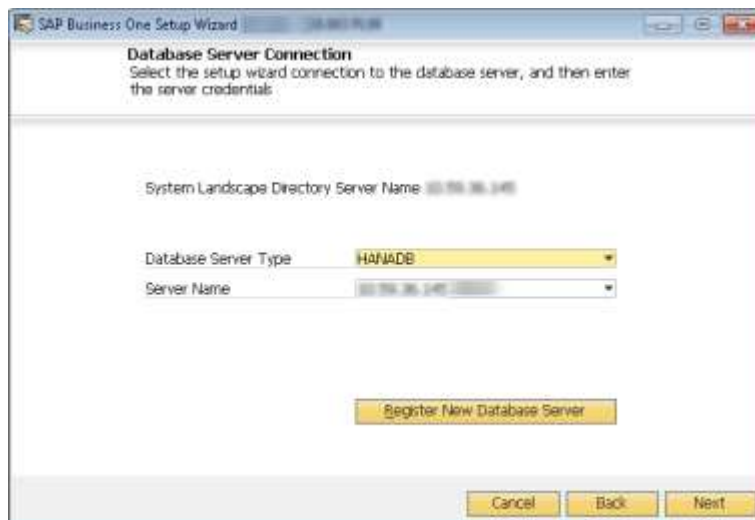 SAP Business One Setup Wizard
Database Server Connection
Select the setup wizard connection to the database server, and then enter
the server credentials
System Landscape Directory Server Name
Database Server Type HANADB
Server Name
Register New Database Server
Cancel Back Next